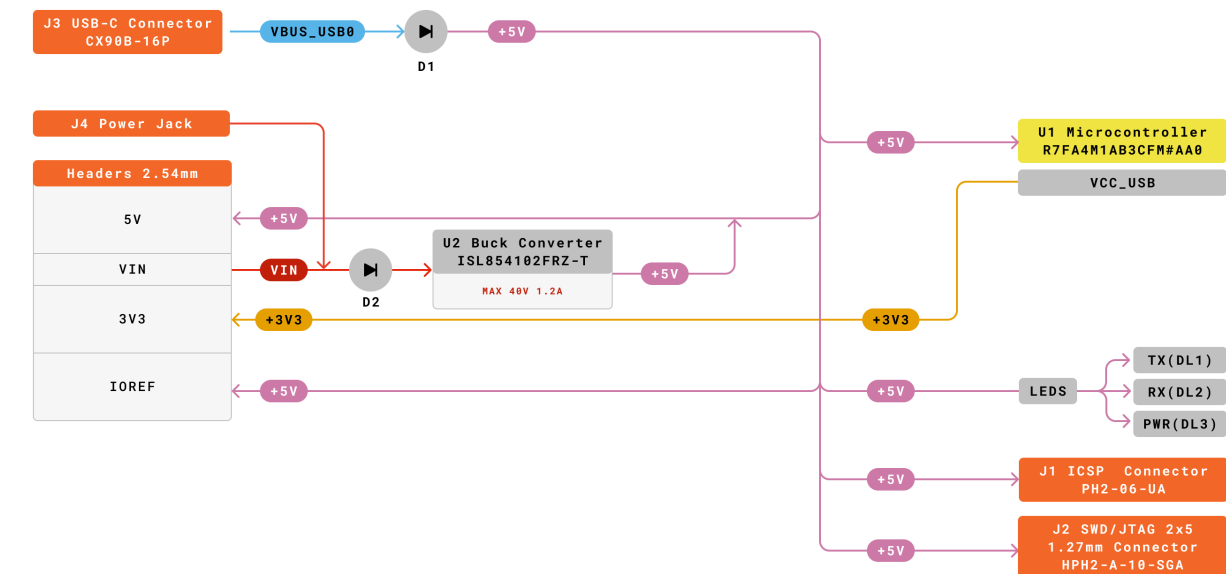 J3 USB-C Connector
CX90B-16P
VBUS_USB0
+5V
D1
J4 Power Jack
U1 Microcontroller
R7FA4M1AB3CFM#AA0
+5V
VCC_USB
Headers 2.54mm
5V
+5V
VIN
VIN
D2
U2 Buck Converter
ISL854102FRZ-T
MAX 40V 1.2A
+5V
3V3
+3V3
+3V3
IOREF
+5V
+5V
LEDS
TX(DL1)
RX(DL2)
PWR(DL3)
+5V
J1 ICSP  Connector
PH2-06-UA
+5V
J2 SWD/JTAG 2x5
1.27mm Connector
HPH2-A-10-SGA